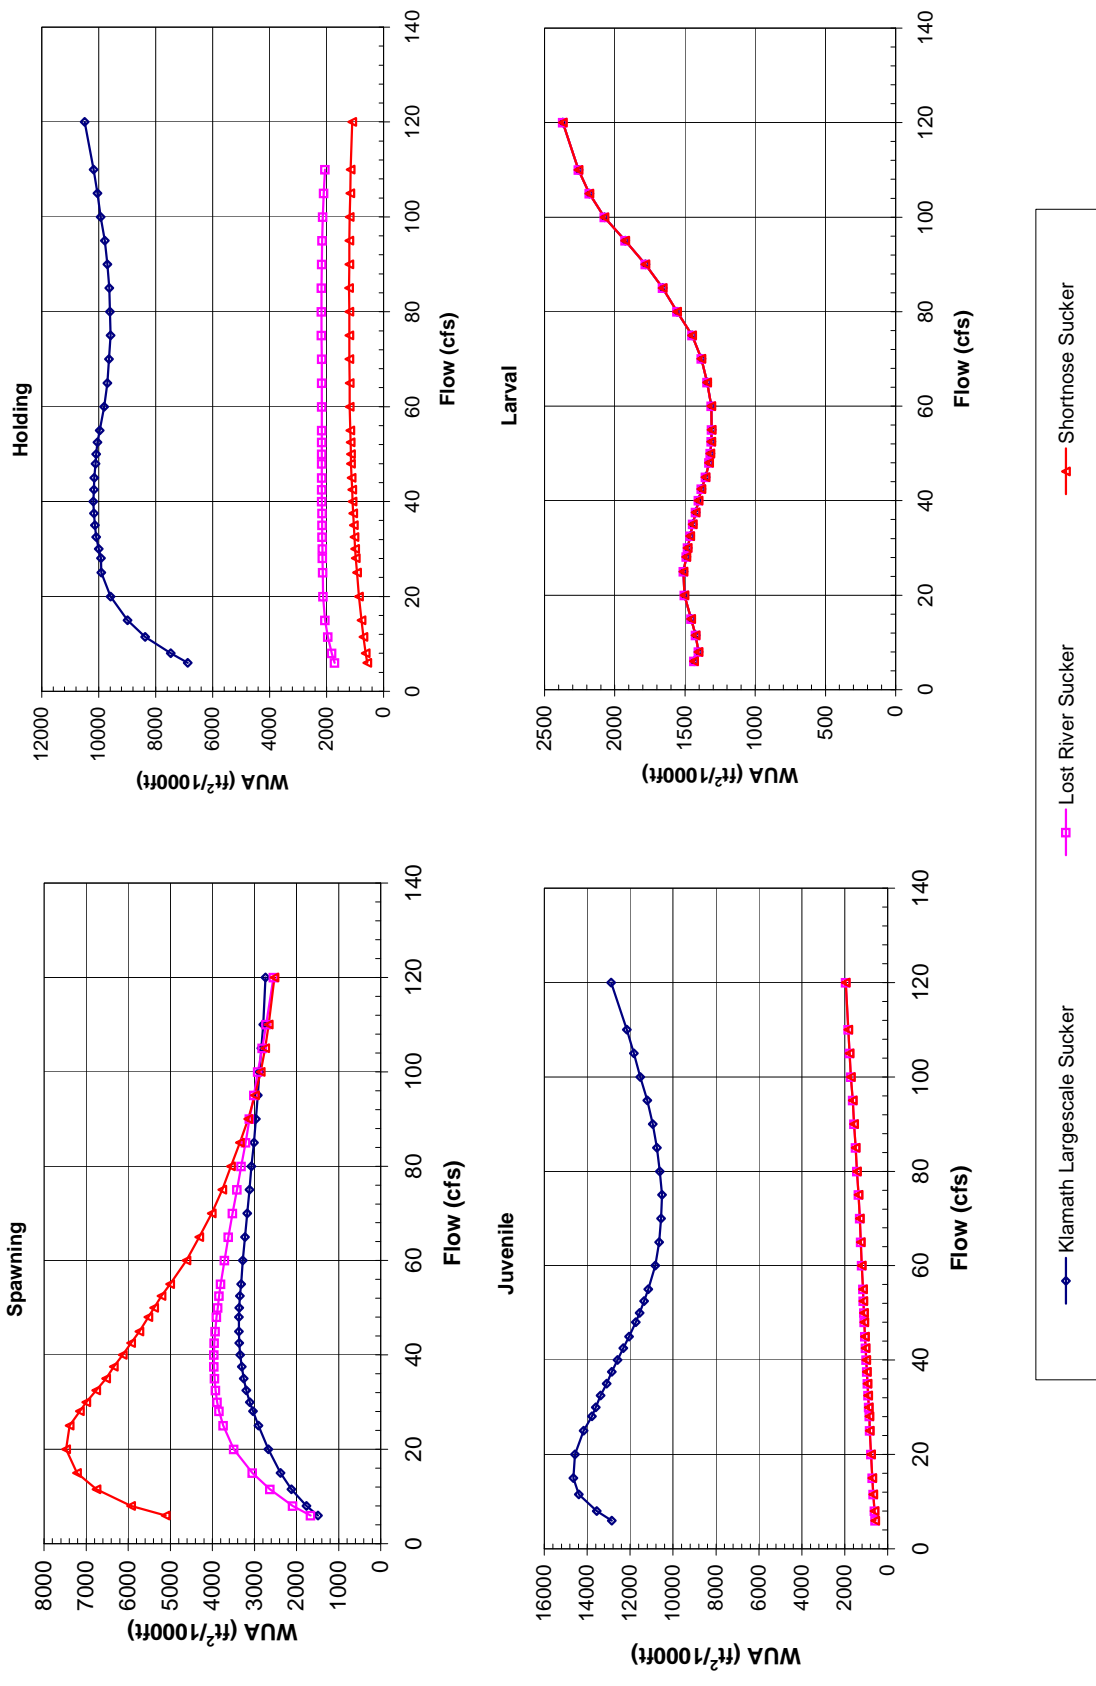 Spawning
WUA (ft²/1000ft)
8000
7000
6000
5000
4000
3000
2000
1000
0
0 20 40 60 80 100 120 140
Flow (cfs)
Holding
WUA (ft²/1000ft)
12000
10000
8000
6000
4000
2000
0
0 20 40 60 80 100 120 140
Flow (cfs)
Juvenile
WUA (ft²/1000ft)
16000
14000
12000
10000
8000
6000
4000
2000
0
0 20 40 60 80 100 120 140
Flow (cfs)
Larval
WUA (ft²/1000ft)
2500
2000
1500
1000
500
0
0 20 40 60 80 100 120 140
Flow (cfs)
Klamath Largescale Sucker Lost River Sucker Shortnose Sucker